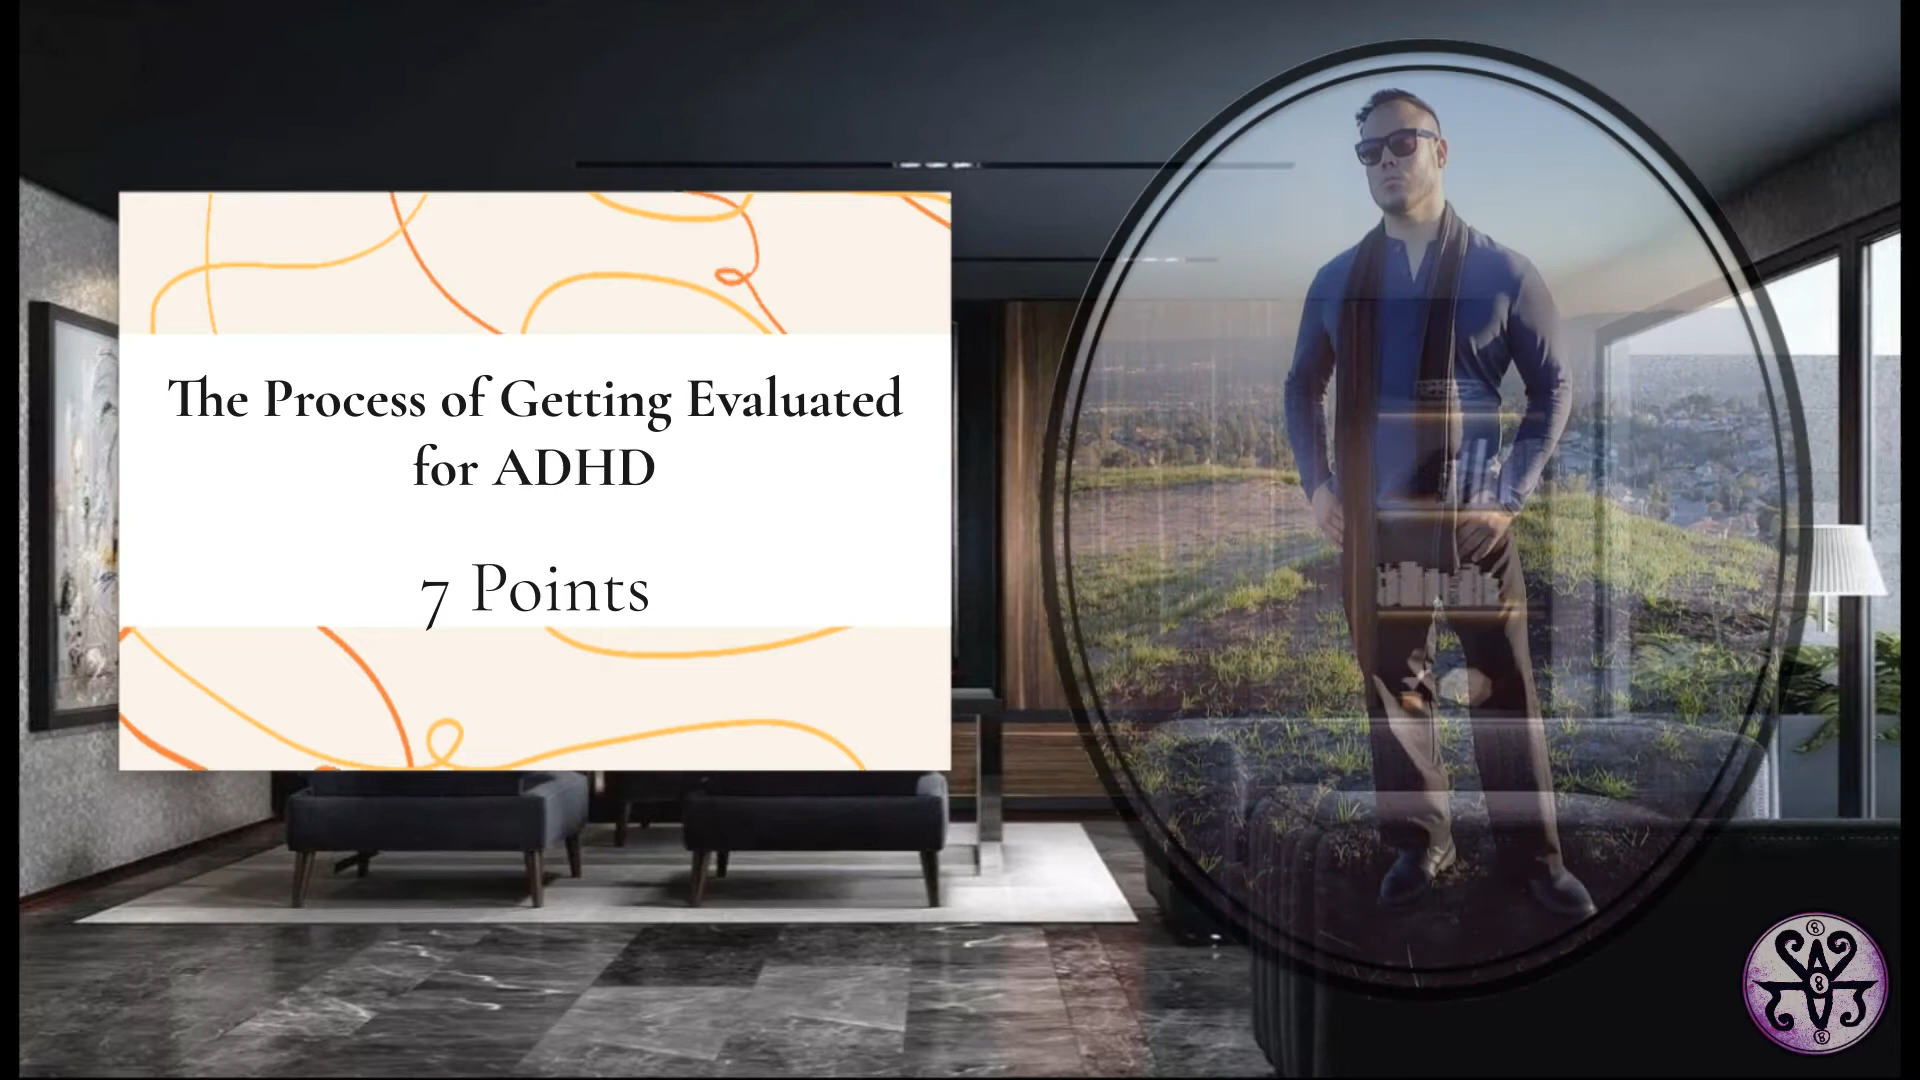 The Process of Getting Evaluated
for ADHD
7 Points